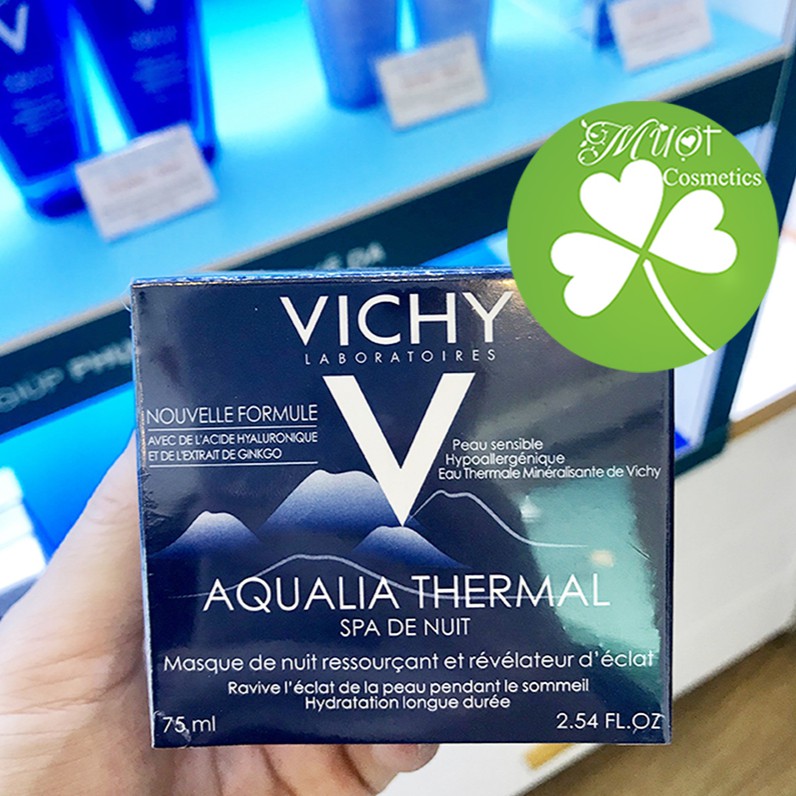 V
V
Mượt
Cosmetics
GIÚP
VICHY
LABORATOIRES
V
NOUVELLE FORMULE
AVEC DE L'ACIDE HYALURONIQUE
ET DE L'EXTRAIT DE GINKGO
Peau sensible
Hypoallergénique
Eau Thermale Minéralisante de Vichy
AQUALIA THERMAL
SPA DE NUIT
Masque de nuit ressourçant et révélateur d'éclat
Ravive l'éclat de la peau pendant le sommeil
Hydratation longue durée
75 ml
2.54 FL.OZ